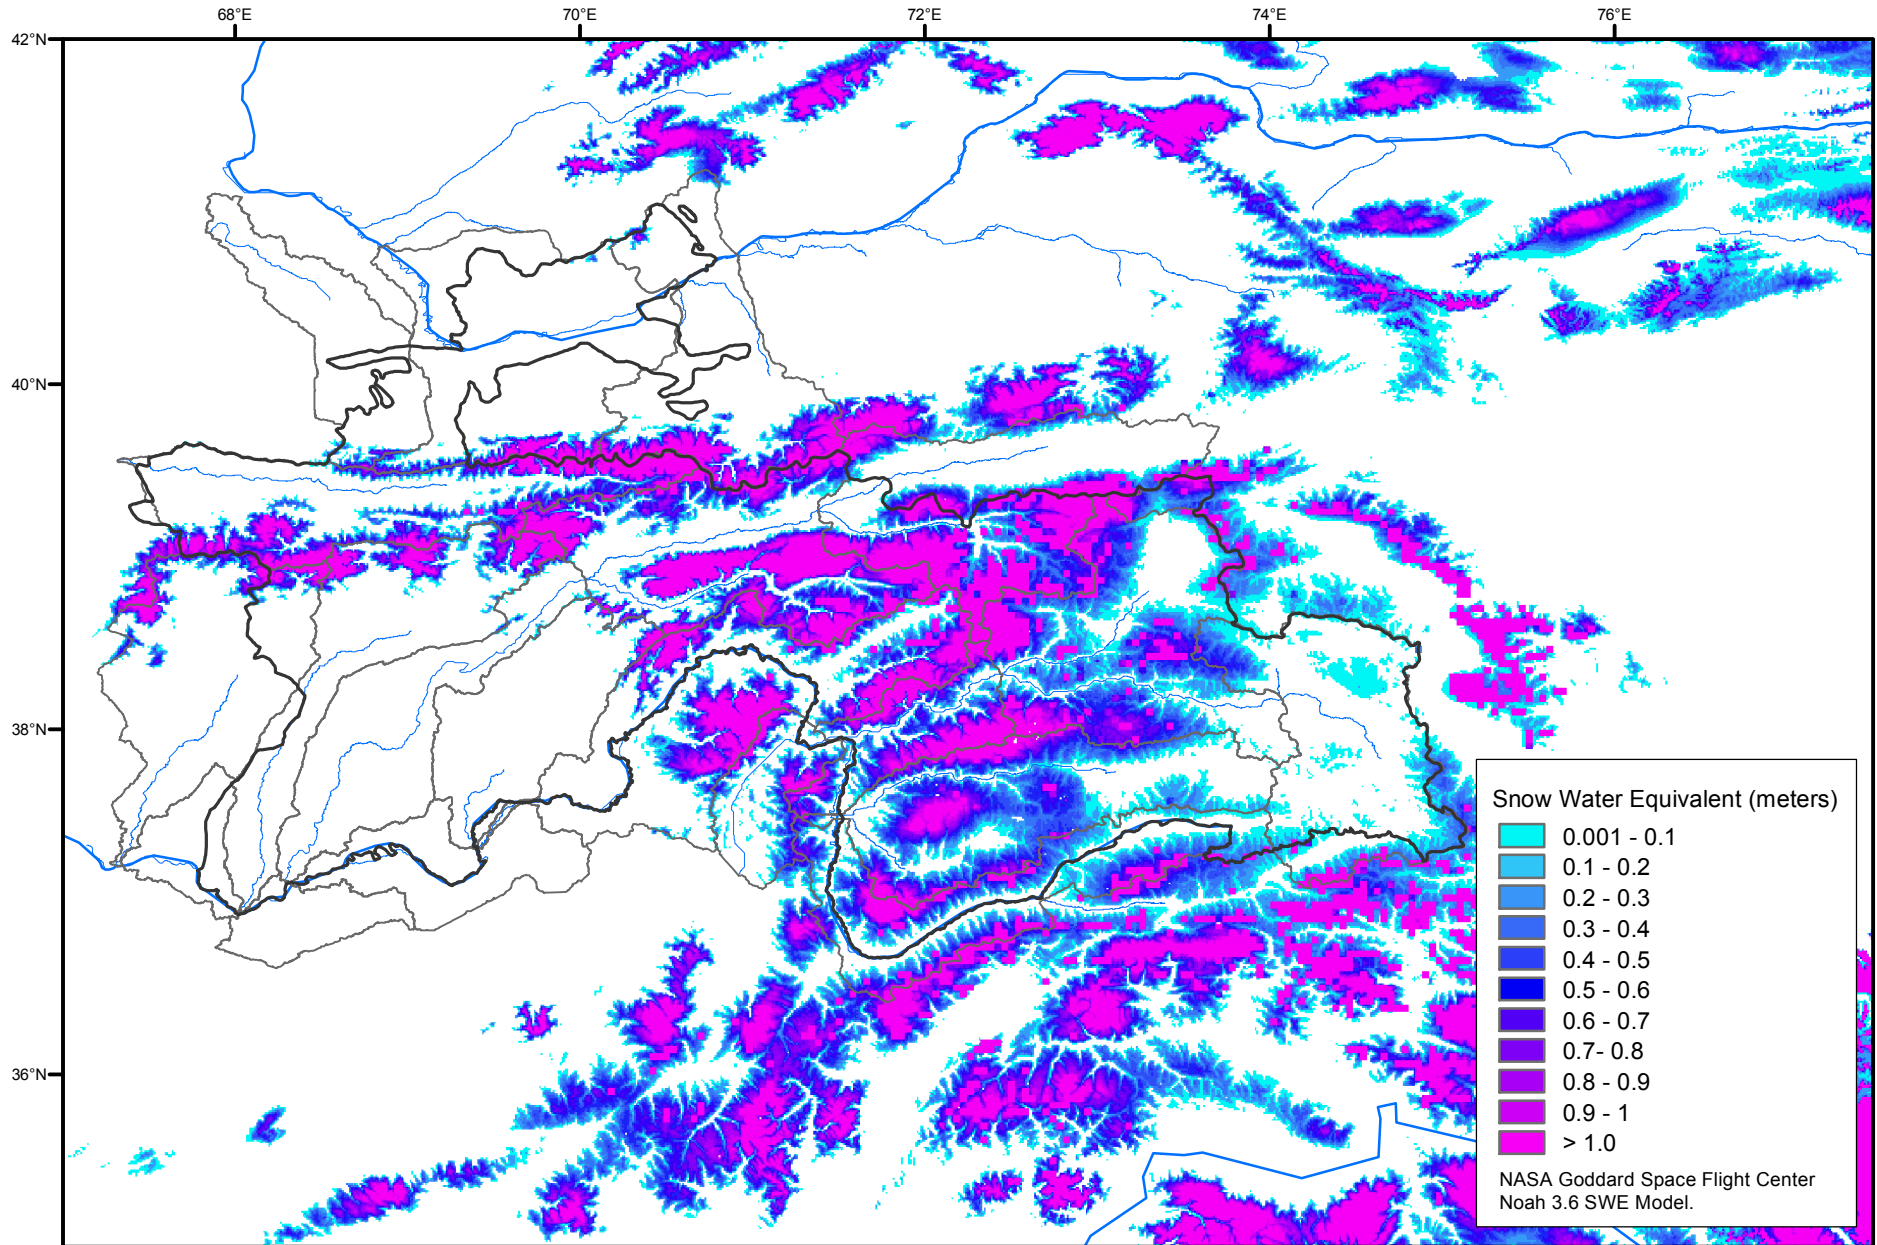 68°E
70°E
72°E
74°E
76°E
42°N
40°N
38°N
36°N
Snow Water Equivalent (meters)
0.001 - 0.1
0.1 - 0.2
0.2 - 0.3
0.3 - 0.4
0.4 - 0.5
0.5 - 0.6
0.6 - 0.7
0.7- 0.8
0.8 - 0.9
0.9 - 1
> 1.0
NASA Goddard Space Flight Center
Noah 3.6 SWE Model.